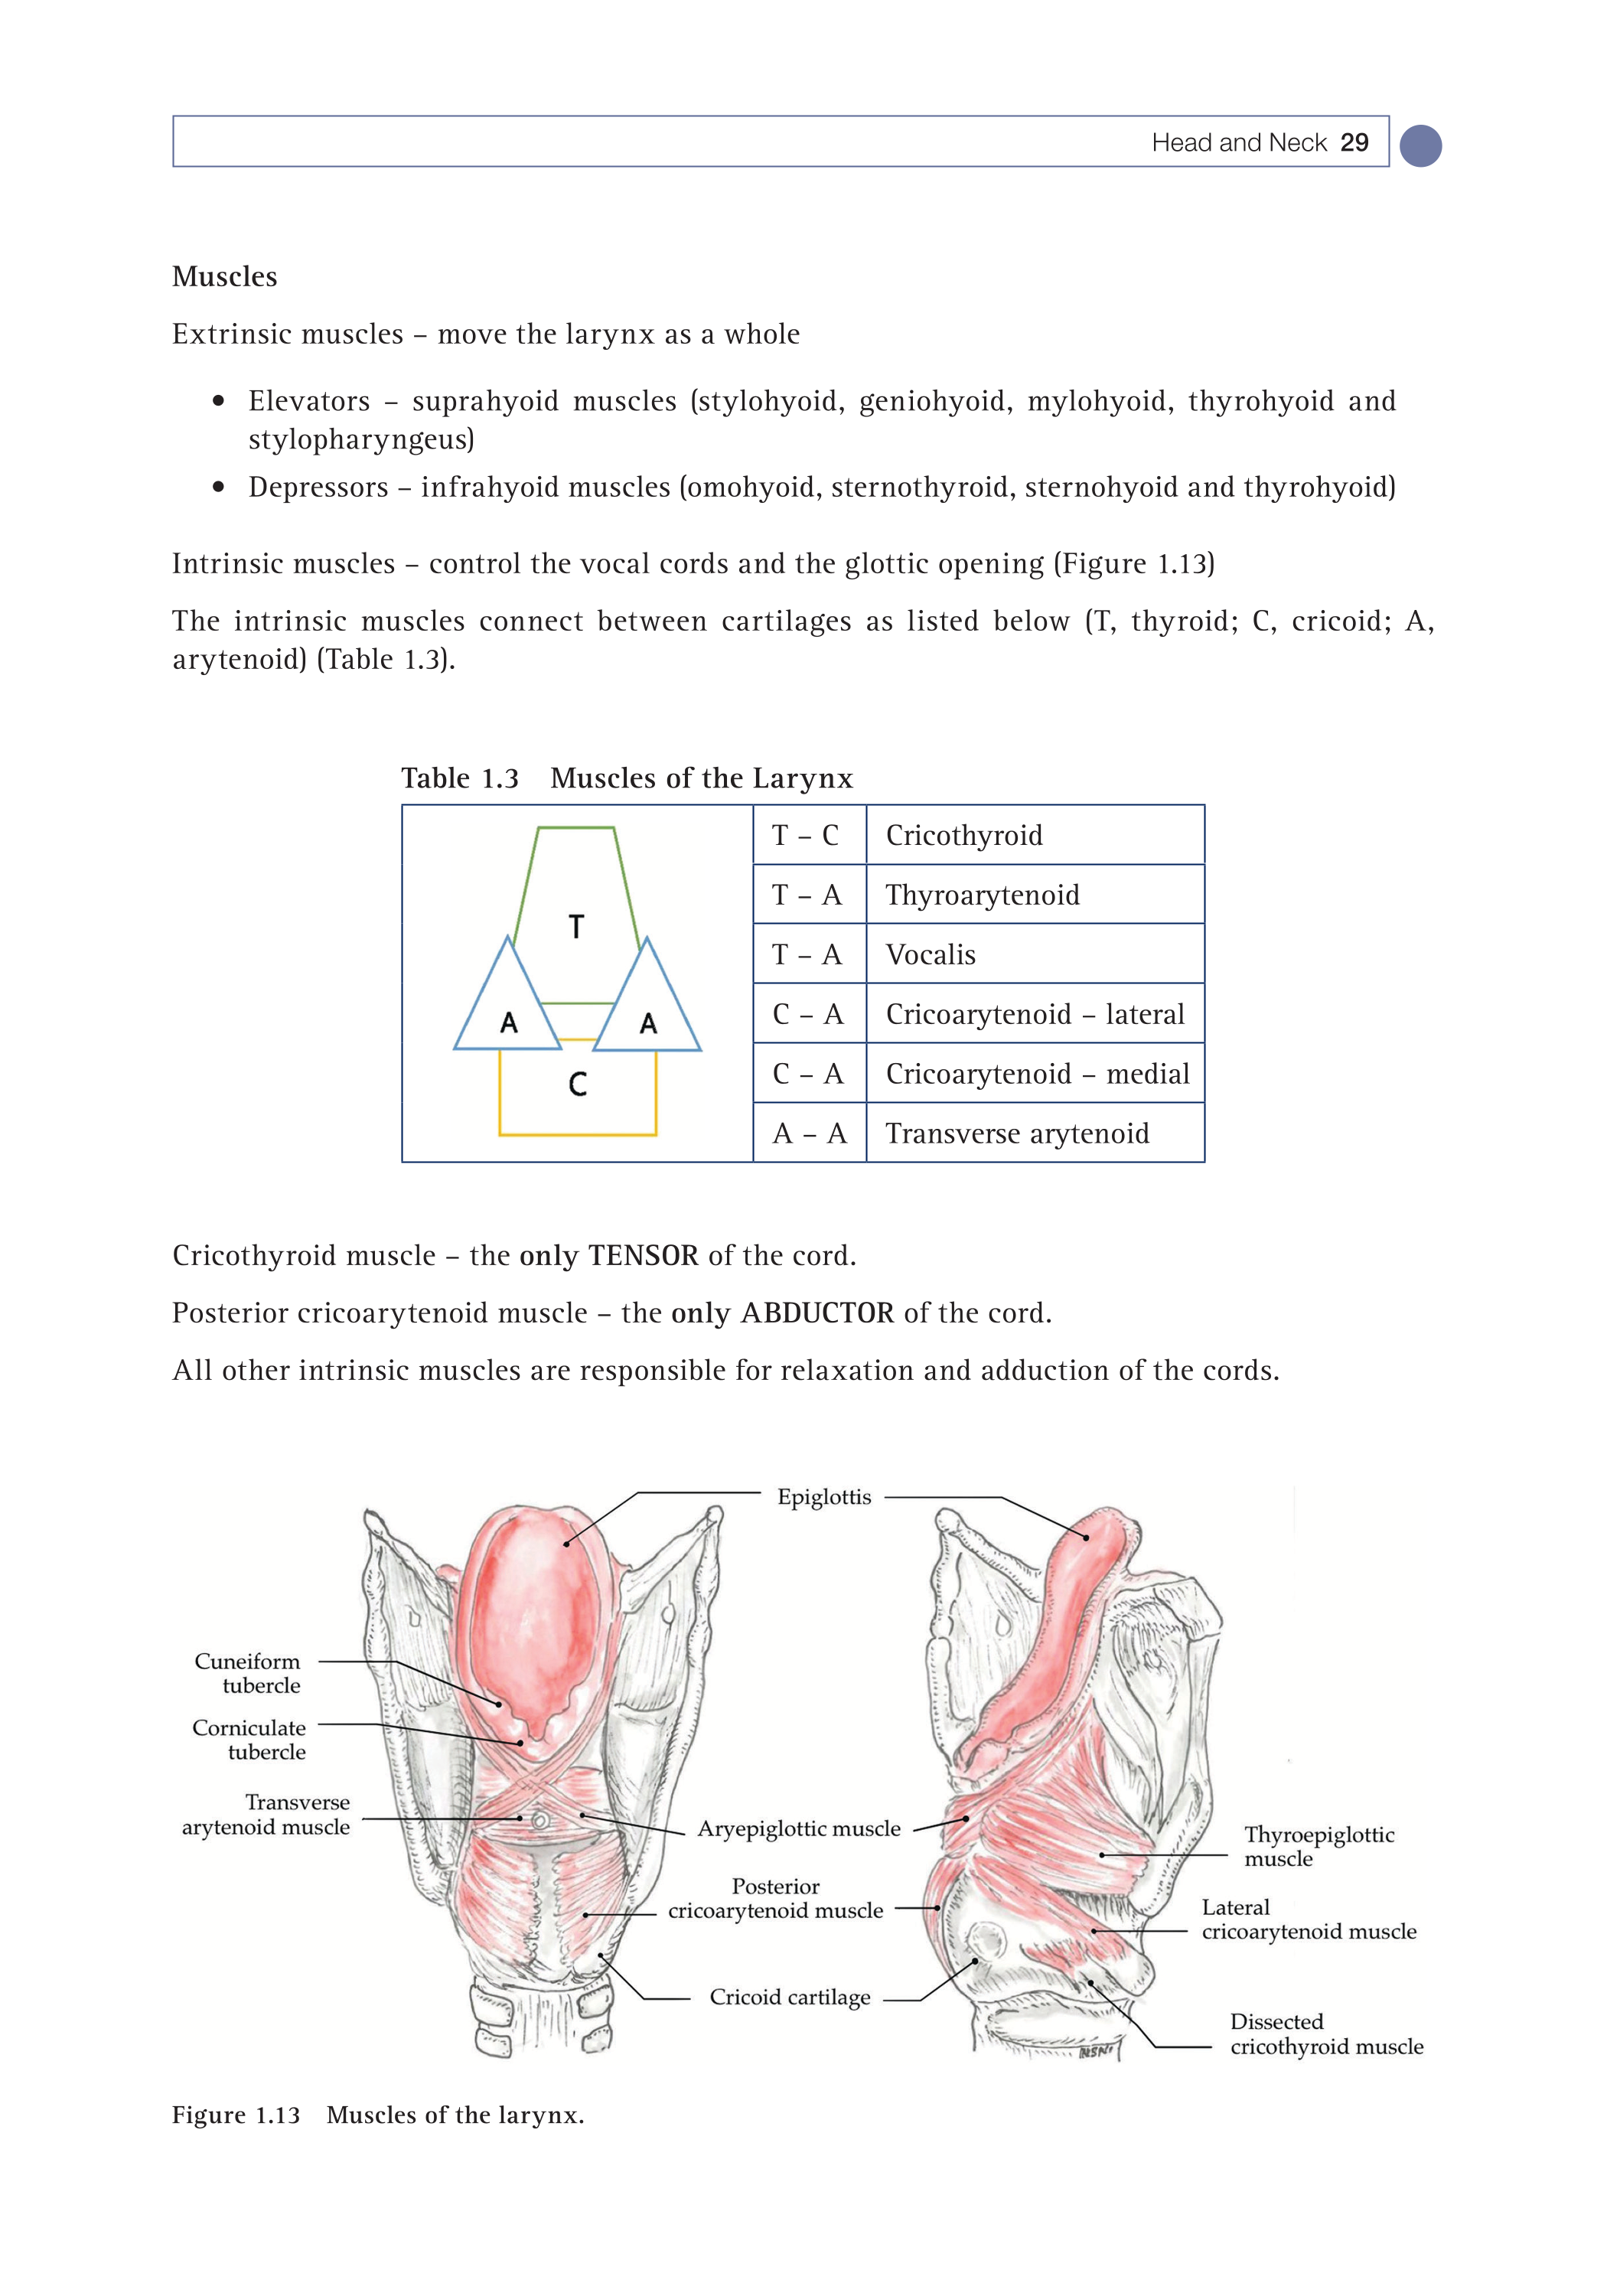 Head and Neck 29
Muscles
Extrinsic muscles – move the larynx as a whole
• Elevators – suprahyoid muscles (stylohyoid, geniohyoid, mylohyoid, thyrohyoid and
stylopharyngeus)
• Depressors – infrahyoid muscles (omohyoid, sternothyroid, sternohyoid and thyrohyoid)
Intrinsic muscles – control the vocal cords and the glottic opening (Figure 1.13)
The intrinsic muscles connect between cartilages as listed below (T, thyroid; C, cricoid; A,
arytenoid) (Table 1.3).
Table 1.3 Muscles of the Larynx
T
A
A
C
T – C Cricothyroid
T – A Thyroarytenoid
T – A Vocalis
C – A Cricoarytenoid – lateral
C – A Cricoarytenoid – medial
A – A Transverse arytenoid
Cricothyroid muscle – the only TENSOR of the cord.
Posterior cricoarytenoid muscle – the only ABDUCTOR of the cord.
All other intrinsic muscles are responsible for relaxation and adduction of the cords.
Epiglottis
Cuneiform
tubercle
Corniculate
tubercle
Transverse
arytenoid muscle
Aryepiglottic muscle
Posterior
cricoarytenoid muscle
Cricoid cartilage
Thyroepiglottic
muscle
Lateral
cricoarytenoid muscle
Dissected
cricothyroid muscle
Figure 1.13 Muscles of the larynx.